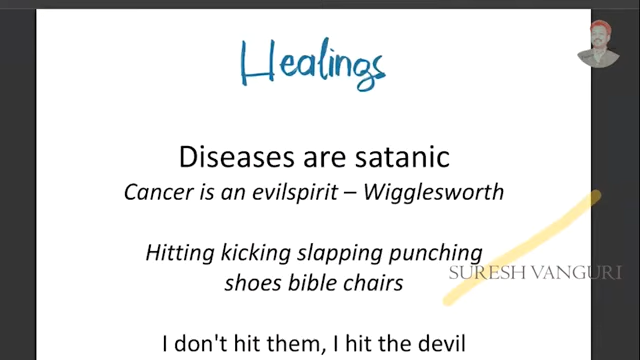 Healings
Diseases are satanic
Cancer is an evilspirit – Wigglesworth
Hitting kicking slapping punching
shoes bible chairs
SURESH VANGURI
I don't hit them, I hit the devil